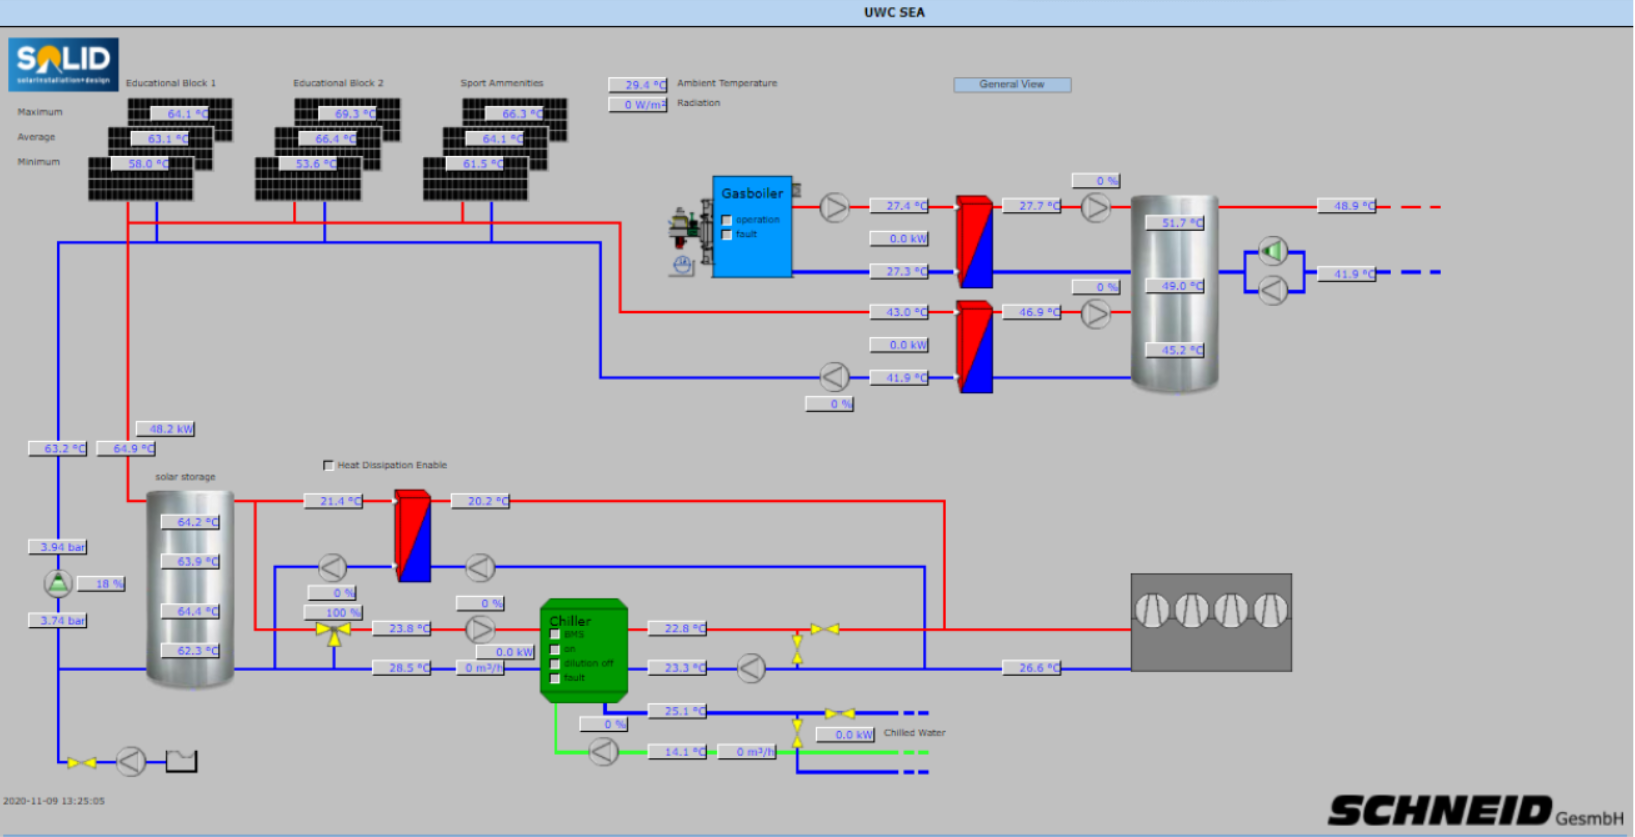 UWC SEA
SOLID
solarinstallation+design
Educational Block 1
Educational Block 2
Sport Ammenities
29.4 °C
Ambient Temperature
General View
0 W/m²
Radiation
Maximum
64.1 °C
69.3 °C
66.3 °C
Average
63.1 °C
66.4 °C
64.1 °C
Minimum
58.0 °C
53.6 °C
61.5 °C
Gasboiler
operation
fault
27.4 °C
27.7 °C
0 %
48.9 °C
0.0 kW
51.7 °C
27.3 °C
41.9 °C
0 %
49.0 °C
43.0 °C
46.9 °C
0.0 kW
45.2 °C
41.9 °C
0 %
48.2 kW
63.2 °C
64.9 °C
Heat Dissipation Enable
solar storage
21.4 °C
20.2 °C
64.2 °C
3.94 bar
63.9 °C
18 %
0 %
0 %
3.74 bar
64.4 °C
100 %
62.3 °C
23.8 °C
0.0 kW
Chiller
BMS
on
dilution off
fault
22.8 °C
28.5 °C
0 m³/h
23.3 °C
26.6 °C
25.1 °C
0 %
0.0 kW
Chilled Water
14.1 °C
0 m³/h
2020-11-09 13:25:05
SCHNEID GesmbH